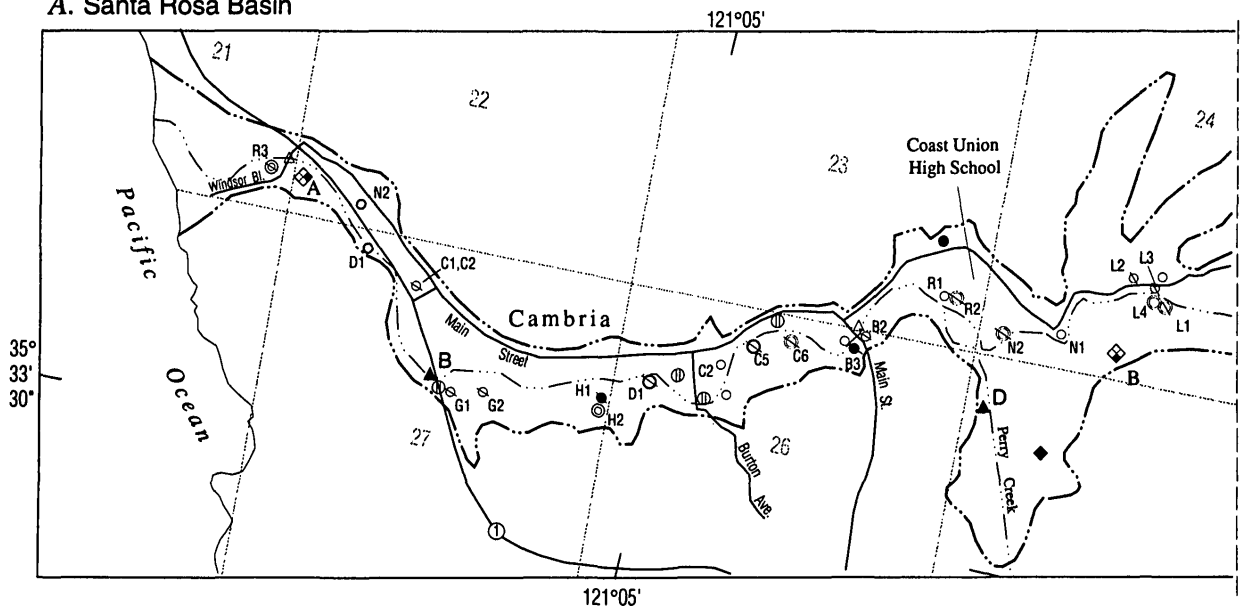 A. Santa Rosa Basin
121°05'
21
22
23
24
Coast Union
High School
R3
Windsor Bl.
A
N2
D1
C1,C2
Pacific
Ocean
Cambria
Main
Street
35°
33'
30"
B
G1
G2
H1
H2
D1
C2
C5
C6
B2
B3
Main St.
R1
R2
N2
N1
L2
L3
L4
L1
B
D
Perry
Creek
27
26
Burton
Ave.
1
121°05'